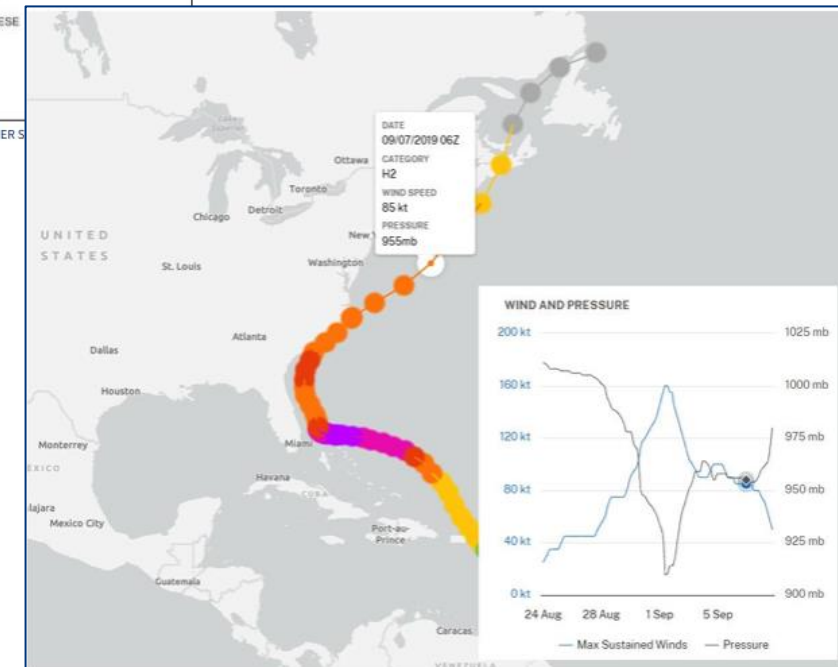 ESE
ER S
DATE
09/07/2019 06Z
CATEGORY
H2
WIND SPEED
85 kt
PRESSURE
955mb
Ottawa
Toronto
Detroit
Chicago
New Y
UNITED
STATES
Washington
St. Louis
Atlanta
Dallas
Houston
Monterrey
Miami
ÉXICO
Havana
CUBA
lajara
Mexico City
Port-au-
Prince
Guatemala
Caracas
VENEZUELA
WIND AND PRESSURE
200 kt
1025 mb
160 kt
1000 mb
120 kt
975 mb
80 kt
950 mb
40 kt
925 mb
0 kt
900 mb
24 Aug
28 Aug
1 Sep
5 Sep
Max Sustained Winds
Pressure